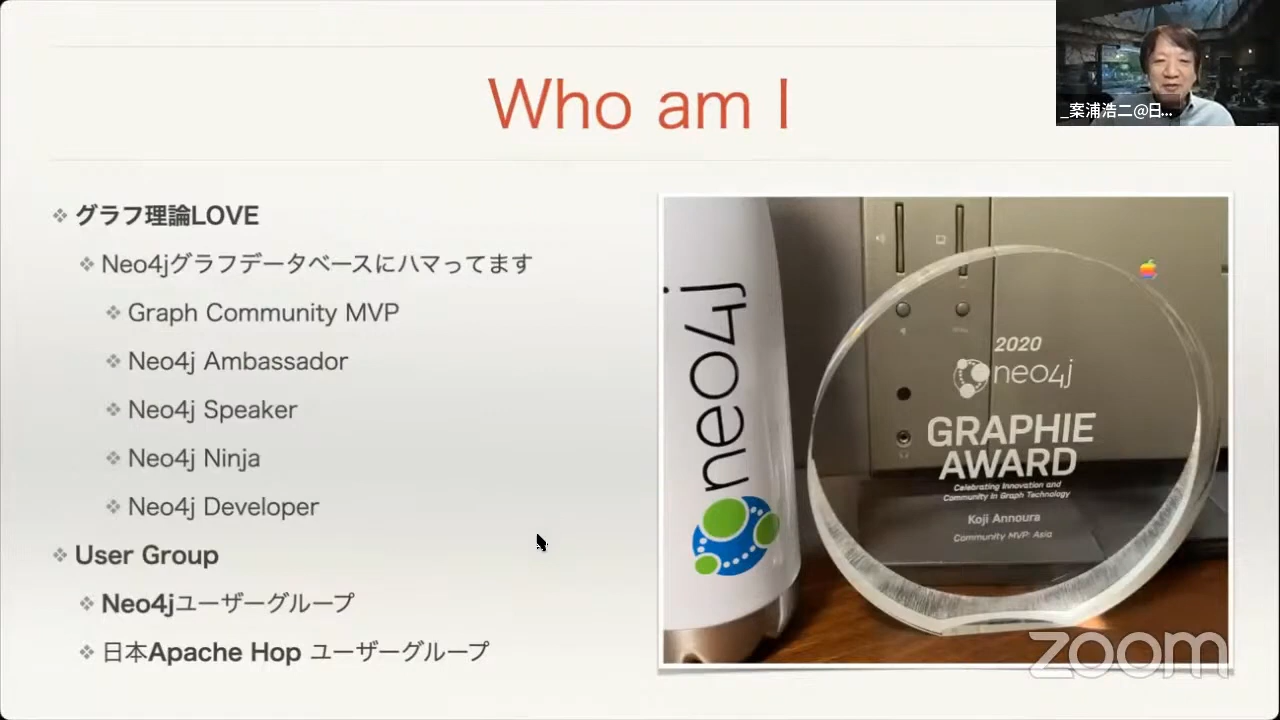 Who am I
_案浦浩二@日...
グラフ理論LOVE
Neo4jグラフデータベースにハマってます
Graph Community MVP
Neo4j Ambassador
Neo4j Speaker
Neo4j Ninja
Neo4j Developer
User Group
Neo4jユーザーグループ
日本Apache Hop ユーザーグループ
neo4j
2020
neo4j
GRAPHIE
AWARD
Celebrating Innovation and
Community in Graph Technology
Koji Annoura
Community MVP: Asia
zoom